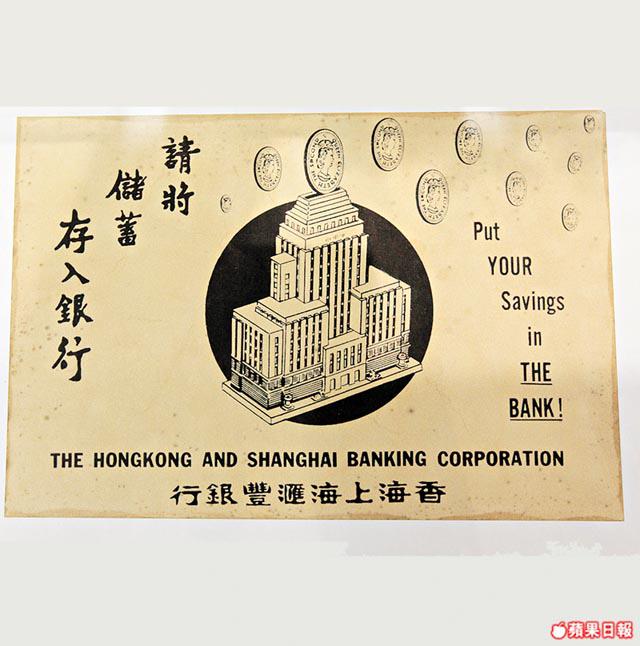 請將
儲蓄
存入銀行
Put
YOUR
Savings
in
THE
BANK!
THE HONGKONG AND SHANGHAI BANKING CORPORATION
香海上海滙豐銀行
蘋果日報